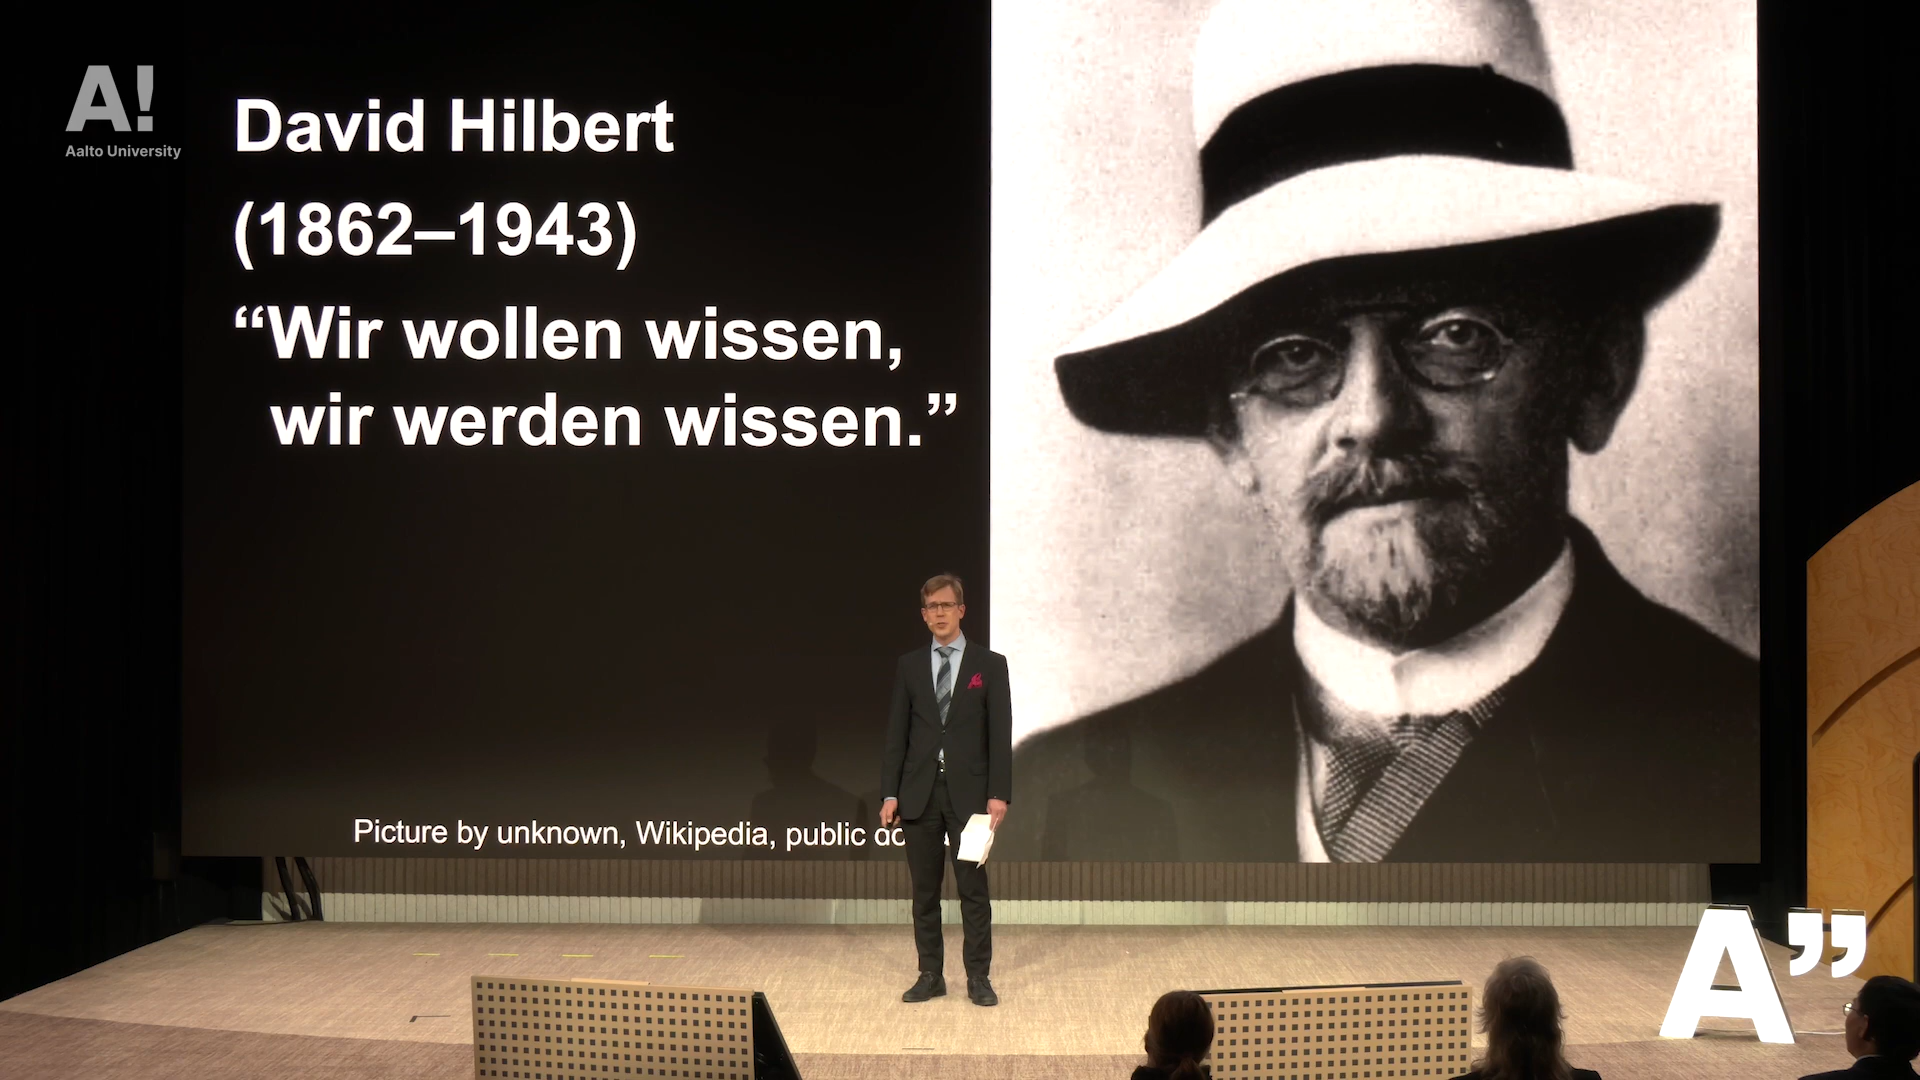 A!
Aalto University
David Hilbert
(1862–1943)
“Wir wollen wissen,
wir werden wissen.”
Picture by unknown, Wikipedia, public
A”